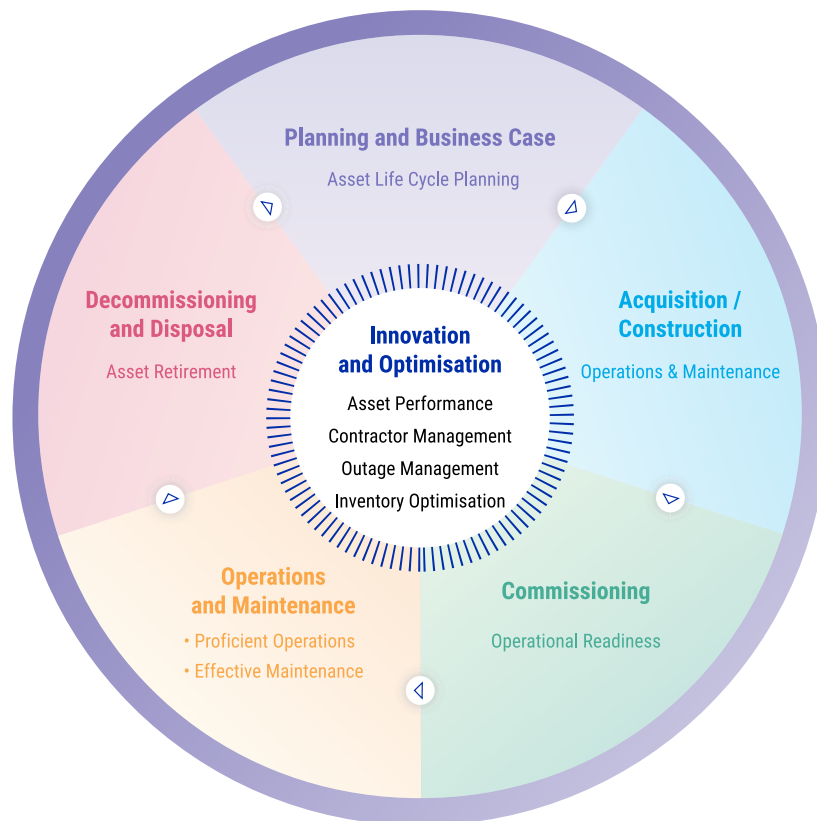 Planning and Business Case
Asset Life Cycle Planning
Acquisition /
Construction
Operations & Maintenance
Commissioning
Operational Readiness
Operations
and Maintenance
• Proficient Operations
• Effective Maintenance
Decommissioning
and Disposal
Asset Retirement
Innovation
and Optimisation
Asset Performance
Contractor Management
Outage Management
Inventory Optimisation